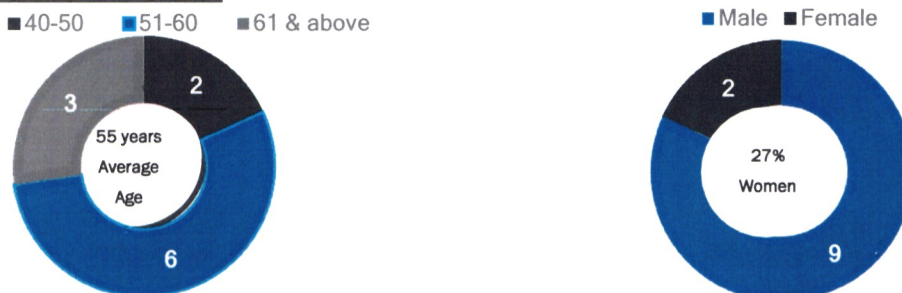 40-50 51-60 61 & above
2
3
55 years
Average
Age
6
Male Female
2
27%
Women
9